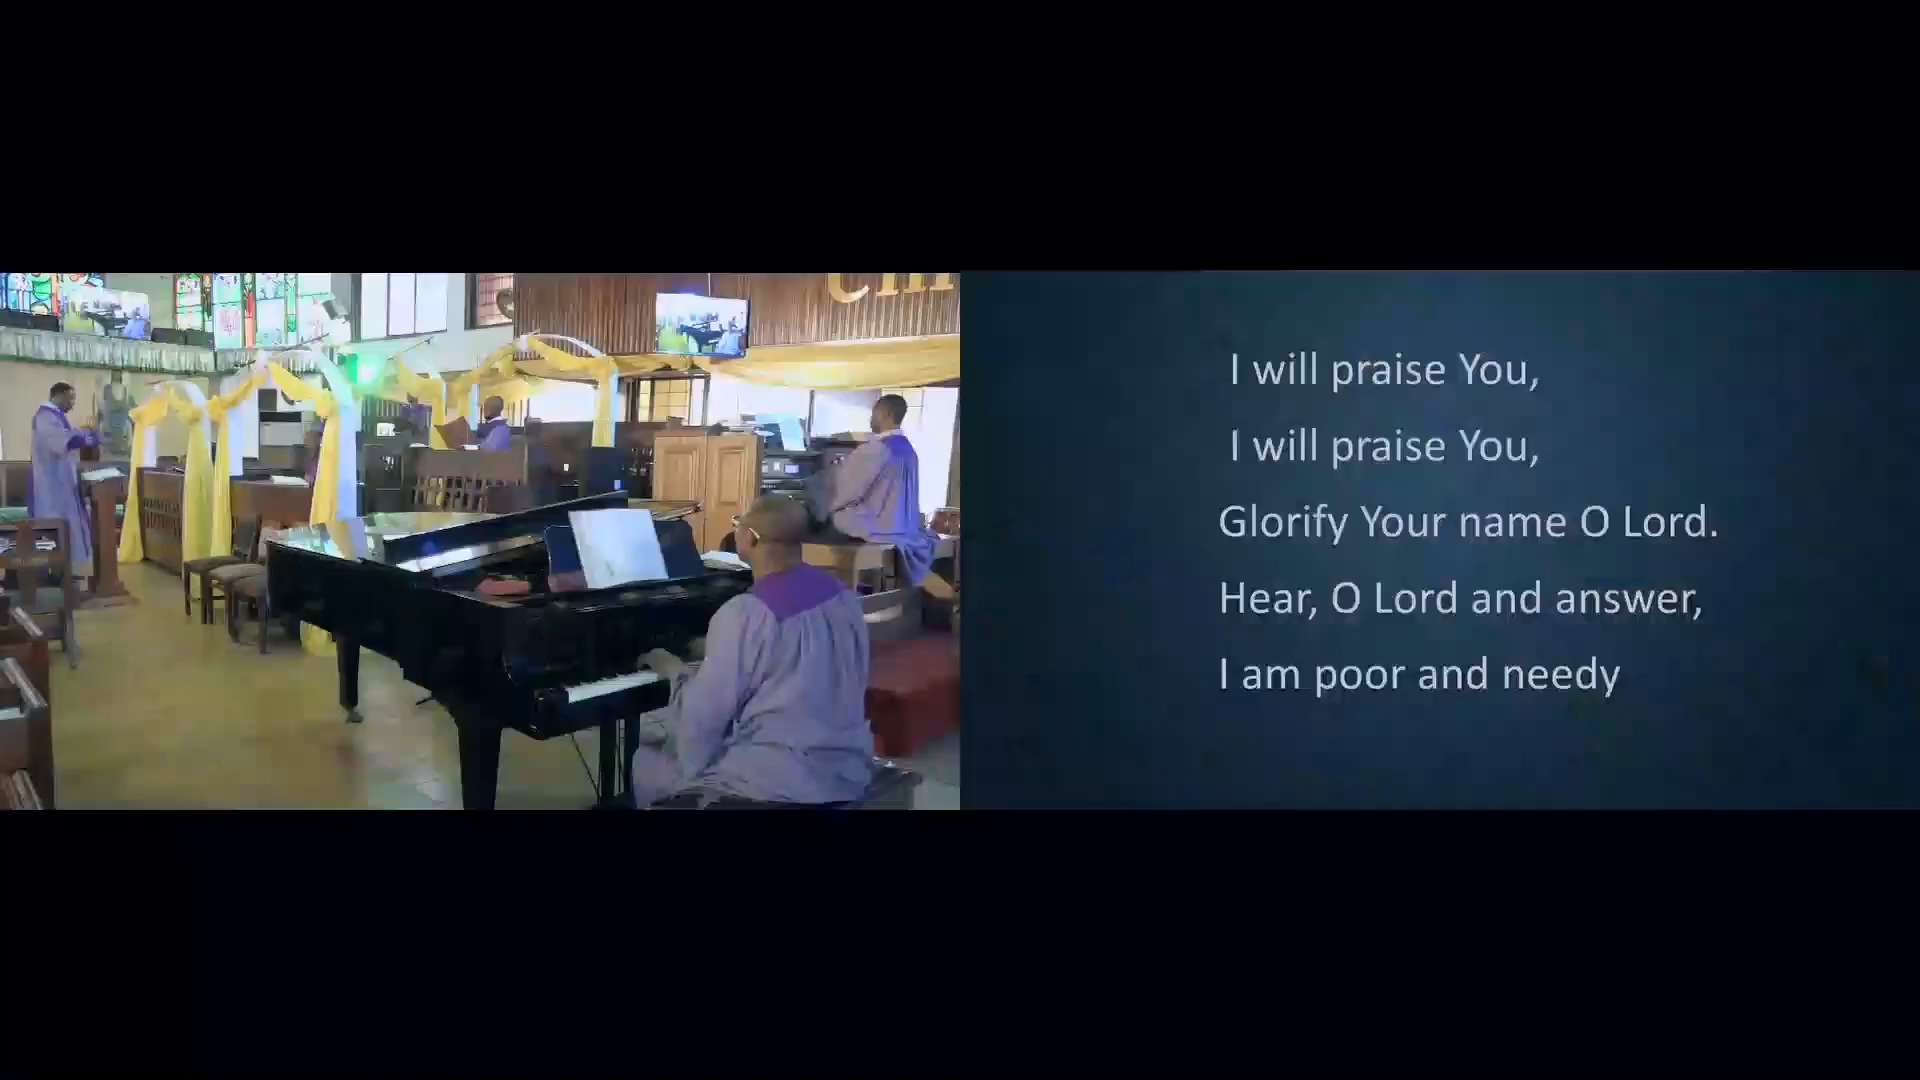 I will praise You,
I will praise You,
Glorify Your name O Lord.
Hear, O Lord and answer,
I am poor and needy